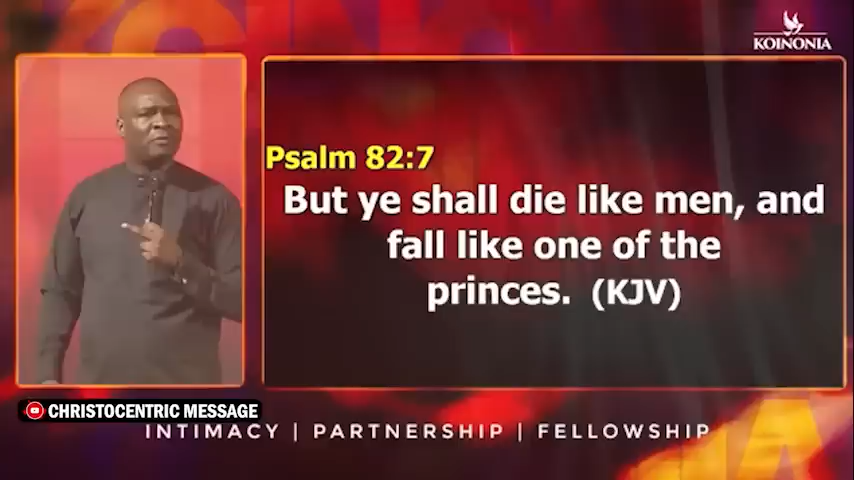 KOINONIA
Psalm 82:7
But ye shall die like men, and
fall like one of the
princes. (KJV)
CHRISTOCENTRIC MESSAGE
INTIMACY | PARTNERSHIP | FELLOWSHIP